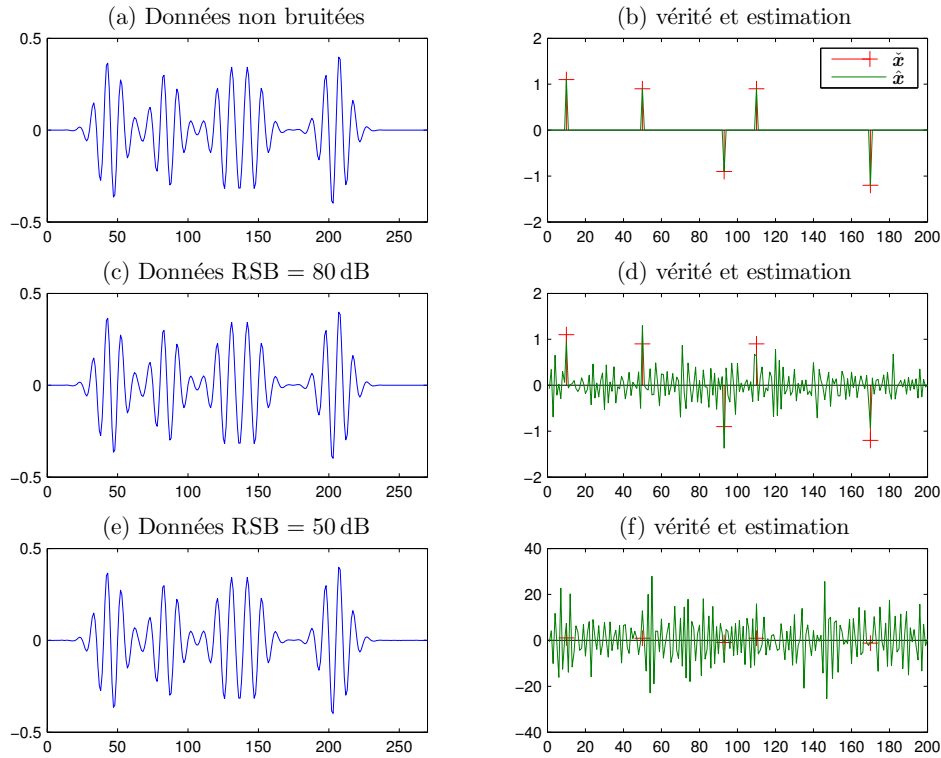 (a) Données non bruitées
0.5
0
−0.5
0 50 100 150 200 250
(b) vérité et estimation
2
1
0
−1
−2
0 20 40 60 80 100 120 140 160 180 200
x̌
x̂
(c) Données RSB = 80 dB
0.5
0
−0.5
0 50 100 150 200 250
(d) vérité et estimation
2
1
0
−1
−2
0 20 40 60 80 100 120 140 160 180 200
(e) Données RSB = 50 dB
0.5
0
−0.5
0 50 100 150 200 250
(f) vérité et estimation
40
20
0
−20
−40
0 20 40 60 80 100 120 140 160 180 200